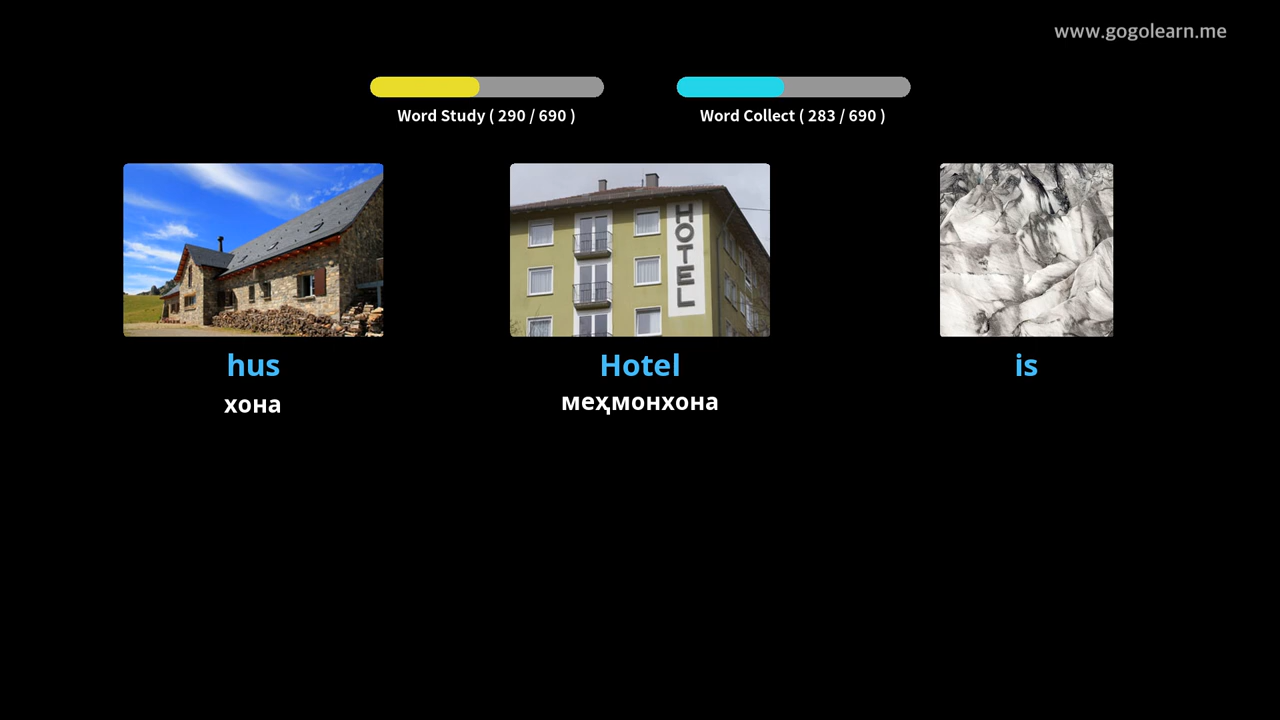 www.gogolearn.me
Word Study ( 290 / 690 )
Word Collect ( 283 / 690 )
HOTEL
hus
Hotel
is
хона
меҳмонхона